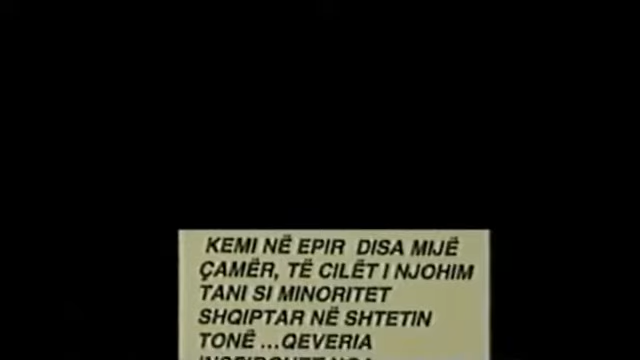 KEMI NË EPIR DISA MIJË
ÇAMËR, TË CILËT I NJOHIM
TANI SI MINORITET
SHQIPTAR NË SHTETIN
TONË ...QEVERIA